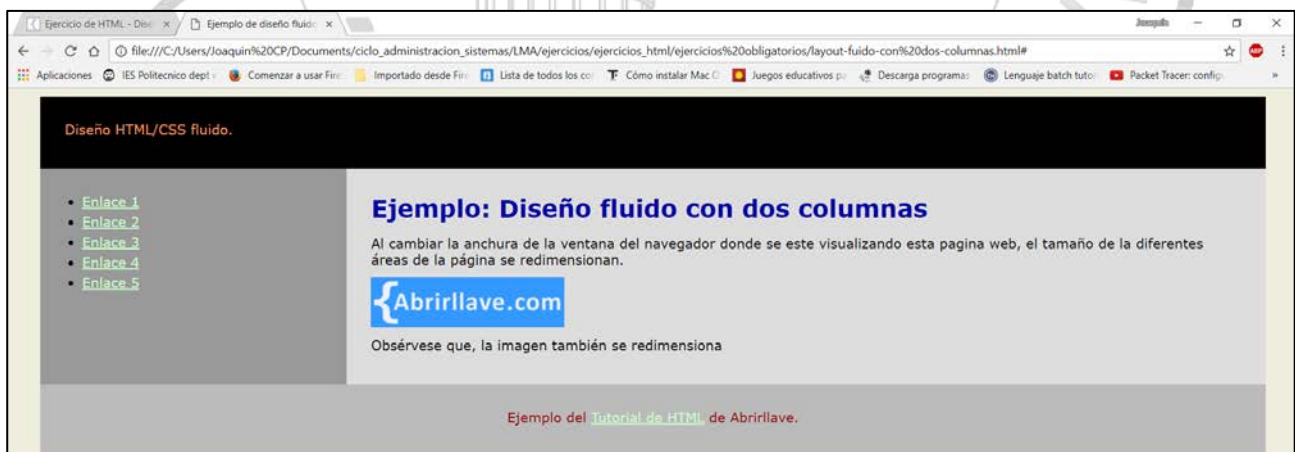 Ejercicio de HTML - Dise
Ejemplo de diseño fluido
Joaquín
file:///C:/Users/Joaquin%20CP/Documents/ciclo_administracion_sistemas/LMA/ejercicios/ejercicios_html/ejercicios%20obligatorios/layout-fuido-con%20dos-columnas.html#
ABP
Aplicaciones IES Politecnico dept Comenzar a usar Fire Importado desde Fire Lista de todos los co Cómo instalar Mac O Juegos educativos pa Descarga programas Lenguaje batch tutor Packet Tracer: config »
Diseño HTML/CSS fluido.
Enlace 1
Enlace 2
Enlace 3
Enlace 4
Enlace 5
Ejemplo: Diseño fluido con dos columnas
Al cambiar la anchura de la ventana del navegador donde se este visualizando esta pagina web, el tamaño de la diferentes
áreas de la página se redimensionan.
{Abrirllave.com
Obsérvese que, la imagen también se redimensiona
Ejemplo del Tutorial de HTML de Abrirllave.